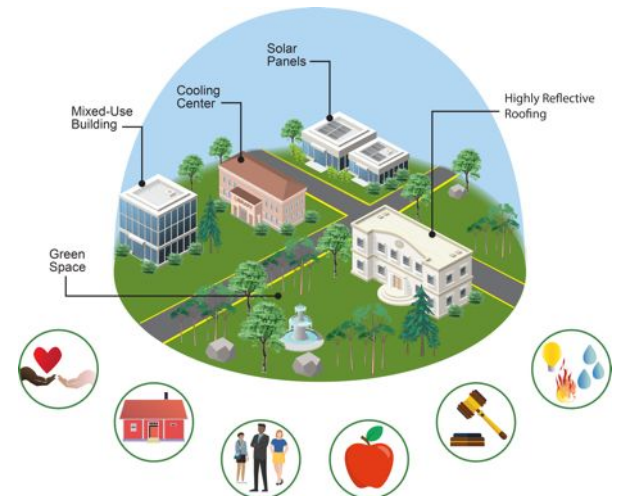 Solar
Panels
Cooling
Center
Highly Reflective
Roofing
Mixed-Use
Building
Green
Space